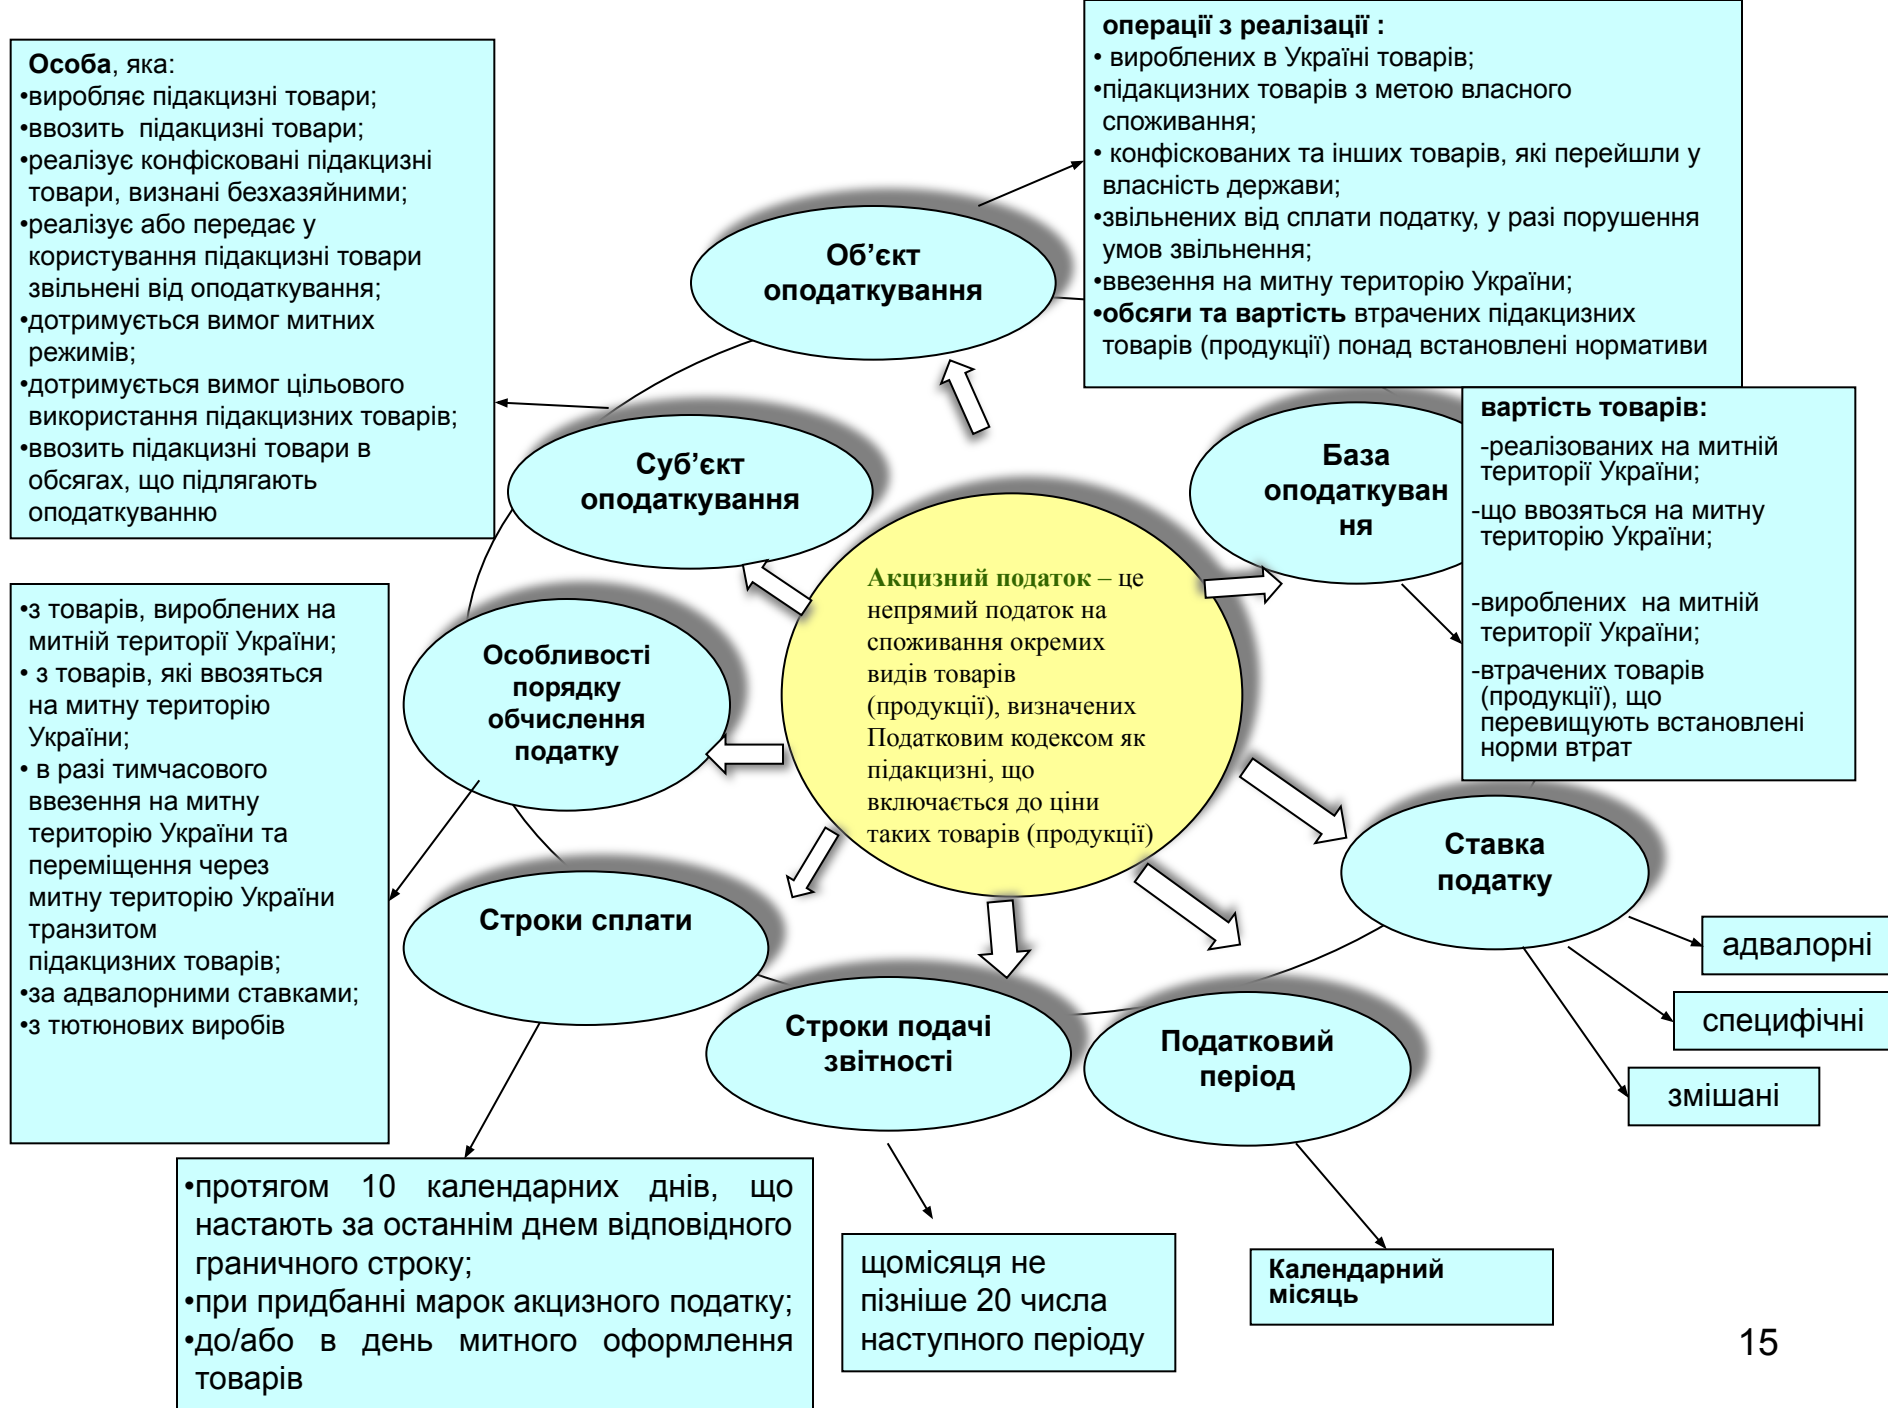 операції з реалізації :
• вироблених в Україні товарів;
•підакцизних товарів з метою власного
споживання;
• конфіскованих та інших товарів, які перейшли у
власність держави;
•звільнених від сплати податку, у разі порушення
умов звільнення;
•ввезення на митну територію України;
•обсяги та вартість втрачених підакцизних
товарів (продукції) понад встановлені нормативи
Особа, яка:
•виробляє підакцизні товари;
•ввозить підакцизні товари;
•реалізує конфісковані підакцизні
товари, визнані безхазяйними;
•реалізує або передає у
користування підакцизні товари
звільнені від оподаткування;
•дотримується вимог митних
режимів;
•дотримується вимог цільового
використання підакцизних товарів;
•ввозить підакцизні товари в
обсягах, що підлягають
оподаткуванню
Об’єкт
оподаткування
Суб’єкт
оподаткування
База
оподаткуван
ня
вартість товарів:
-реалізованих на митній
території України;
-що ввозяться на митну
територію України;
-вироблених на митній
території України;
-втрачених товарів
(продукції), що
перевищують встановлені
норми втрат
Акцизний податок – це
непрямий податок на
споживання окремих
видів товарів
(продукції), визначених
Податковим кодексом як
підакцизні, що
включається до ціни
таких товарів (продукції)
•з товарів, вироблених на
митній території України;
• з товарів, які ввозяться
на митну територію
України;
• в разі тимчасового
ввезення на митну
територію України та
переміщення через
митну територію України
транзитом
підакцизних товарів;
•за адвалорними ставками;
•з тютюнових виробів
Особливості
порядку
обчислення
податку
Ставка
податку
Строки сплати
адвалорні
специфічні
змішані
Строки подачі
звітності
Податковий
період
•протягом 10 календарних днів, що
настають за останнім днем відповідного
граничного строку;
•при придбанні марок акцизного податку;
•до/або в день митного оформлення
товарів
щомісяця не
пізніше 20 числа
наступного періоду
Календарний
місяць
15